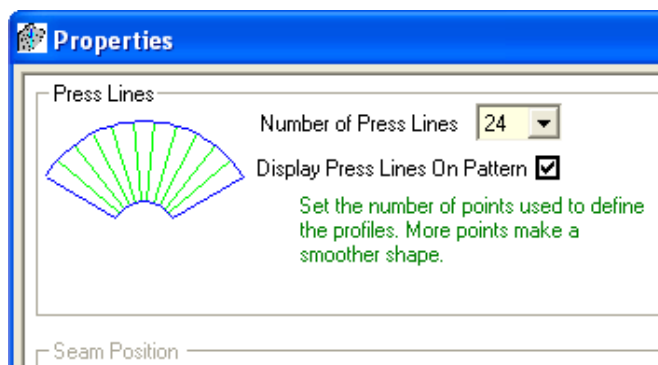 Properties
Press Lines
Number of Press Lines 24
Display Press Lines On Pattern
Set the number of points used to define
the profiles. More points make a
smoother shape.
Seam Position